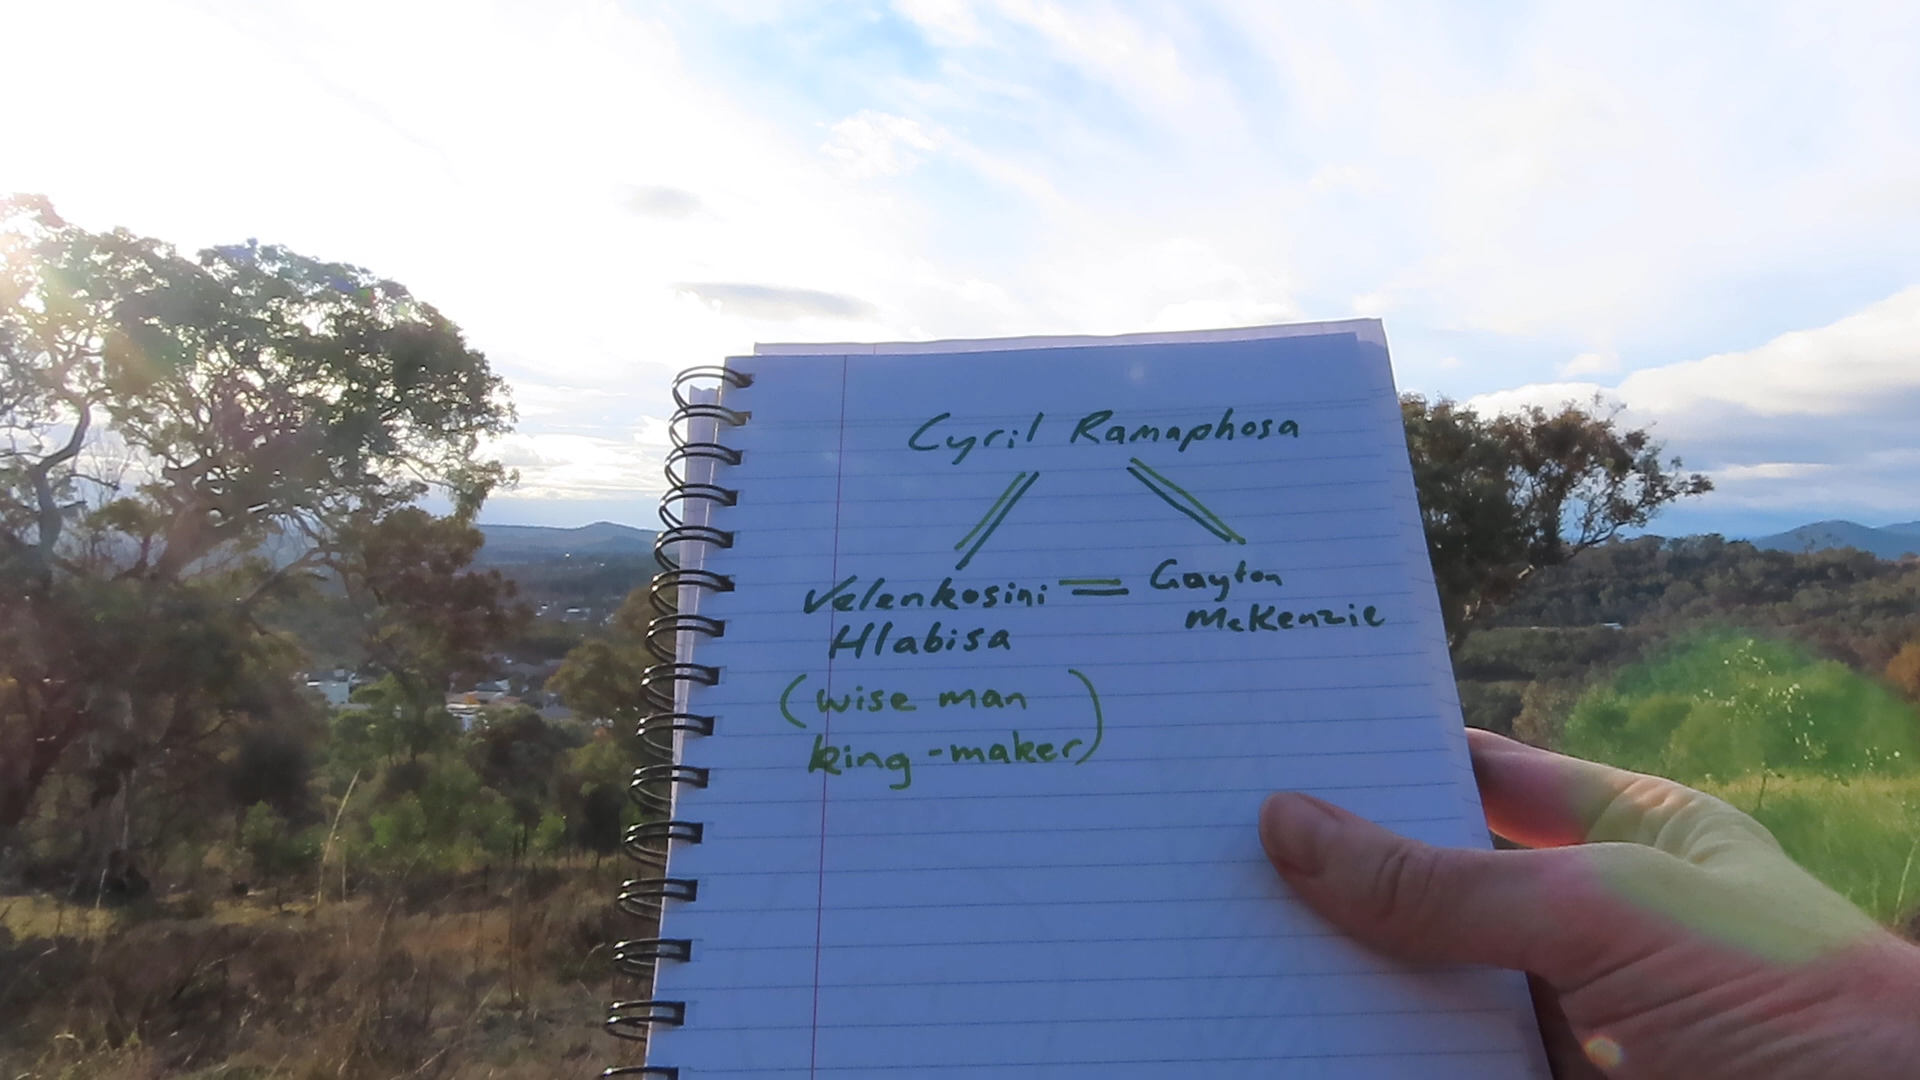 Cyril Ramaphosa
Velenkosini = Gayton
McKenzie
Hlabisa
(wise man
king-maker)